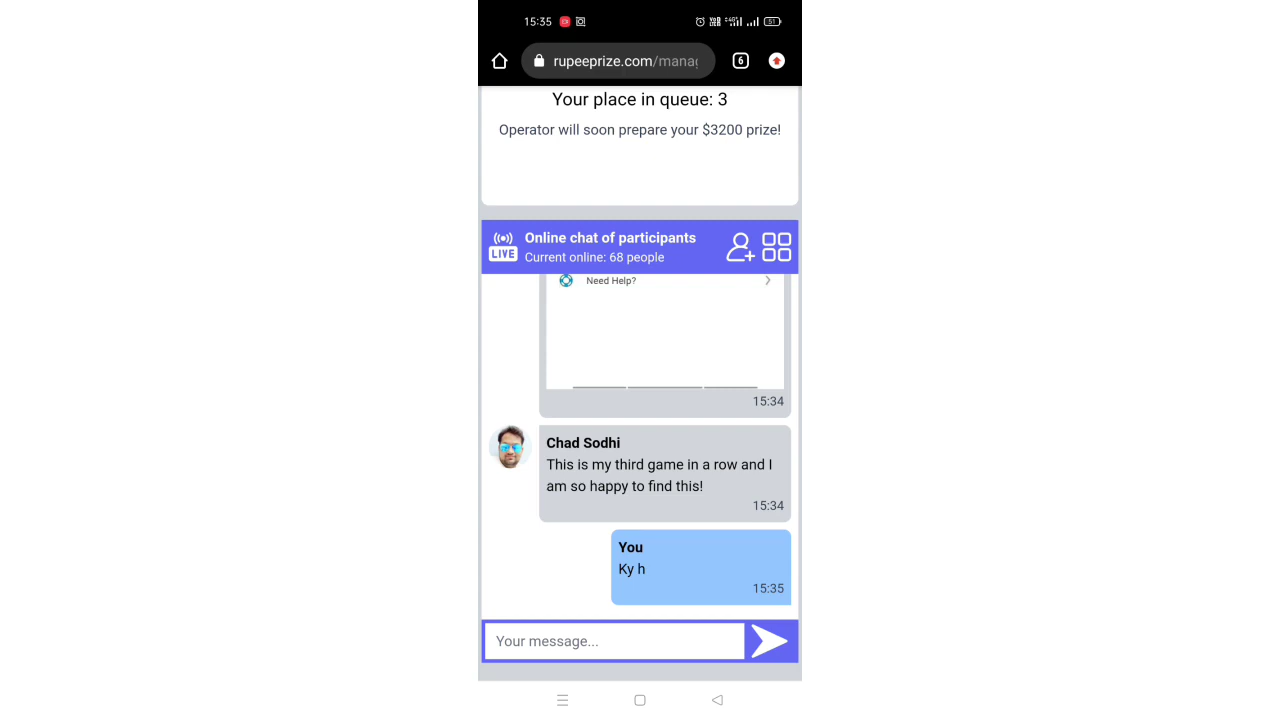 15:35
51
rupeeprize.com/mana
6
Your place in queue: 3
Operator will soon prepare your $3200 prize!
LIVE
Online chat of participants
Current online: 68 people
Need Help?
15:34
Chad Sodhi
This is my third game in a row and I
am so happy to find this!
15:34
You
Ky h
15:35
Your message...